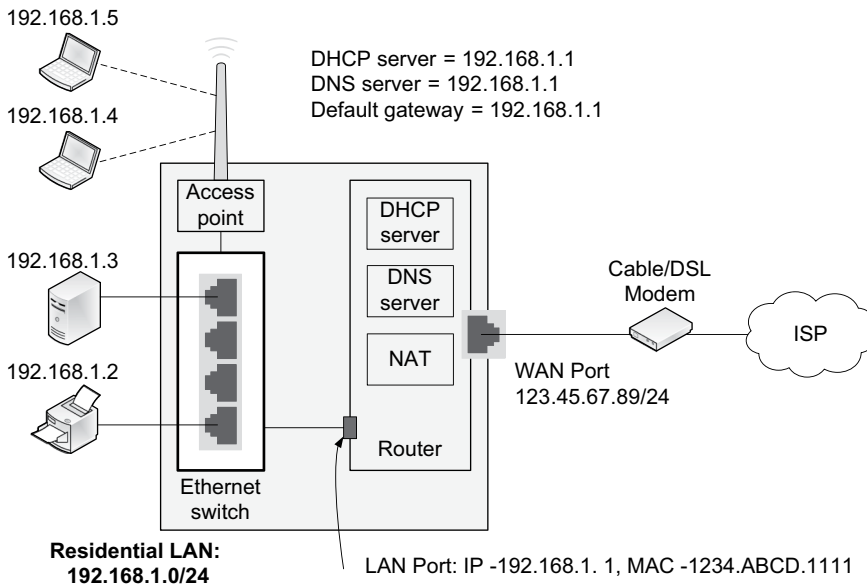 192.168.1.5
DHCP server = 192.168.1.1
DNS server = 192.168.1.1
Default gateway = 192.168.1.1
192.168.1.4
Access
point
DHCP
server
192.168.1.3
DNS
server
Cable/DSL
Modem
ISP
NAT
192.168.1.2
WAN Port
123.45.67.89/24
Router
Ethernet
switch
Residential LAN:
192.168.1.0/24
LAN Port: IP -192.168.1. 1, MAC -1234.ABCD.1111